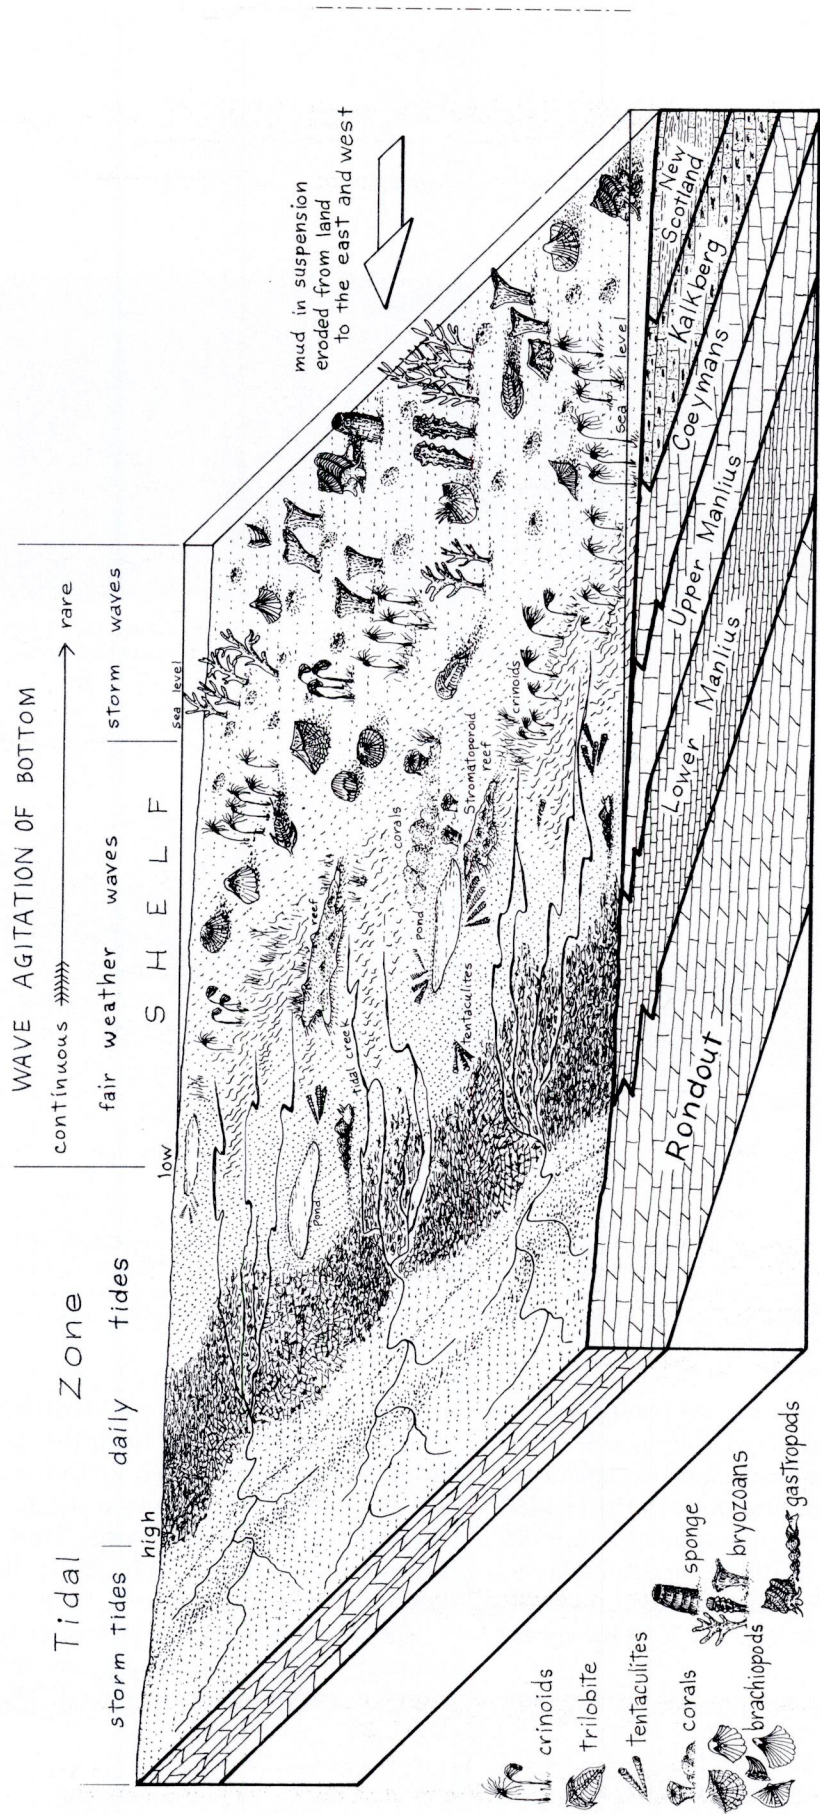 WAVE AGITATION OF BOTTOM
continuous rare
Tidal Zone
storm tides daily tides fair weather waves storm waves
SHELF
high
low
sea level
mud in suspension
eroded from land
to the east and west
pond
tidal creek
reef
Tentaculites
pond
corals
Stromatoporoid
reef
crinoids
sea level
Rondout
Lower Manlius
Upper Manlius
Coeymans
Kalkberg
New
Scotland
crinoids
trilobite
Tentaculites
corals
brachiopods
sponge
bryozoans
gastropods